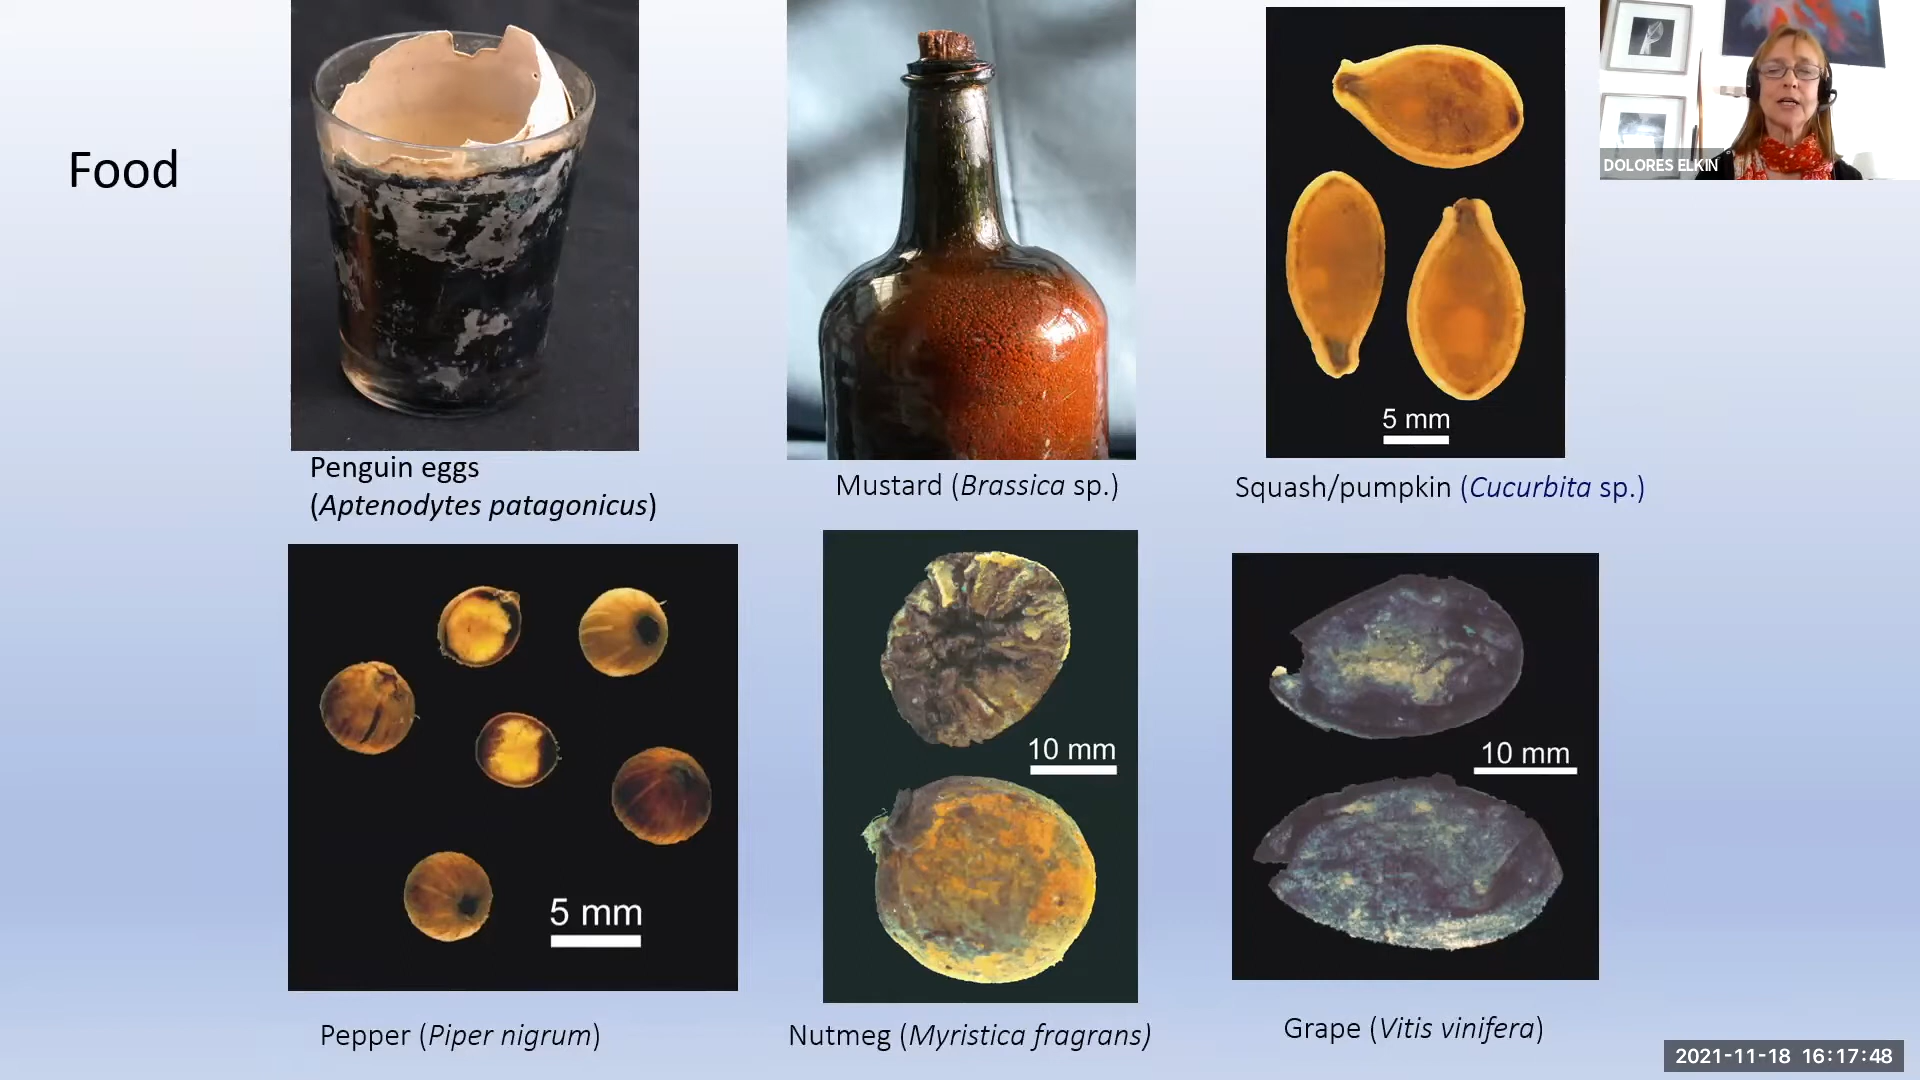 Food
DOLORES ELKIN
5 mm
Penguin eggs
(Aptenodytes patagonicus)
Mustard (Brassica sp.)
Squash/pumpkin (Cucurbita sp.)
5 mm
10 mm
10 mm
Pepper (Piper nigrum)
Nutmeg (Myristica fragrans)
Grape (Vitis vinifera)
2021-11-18 16:17:48